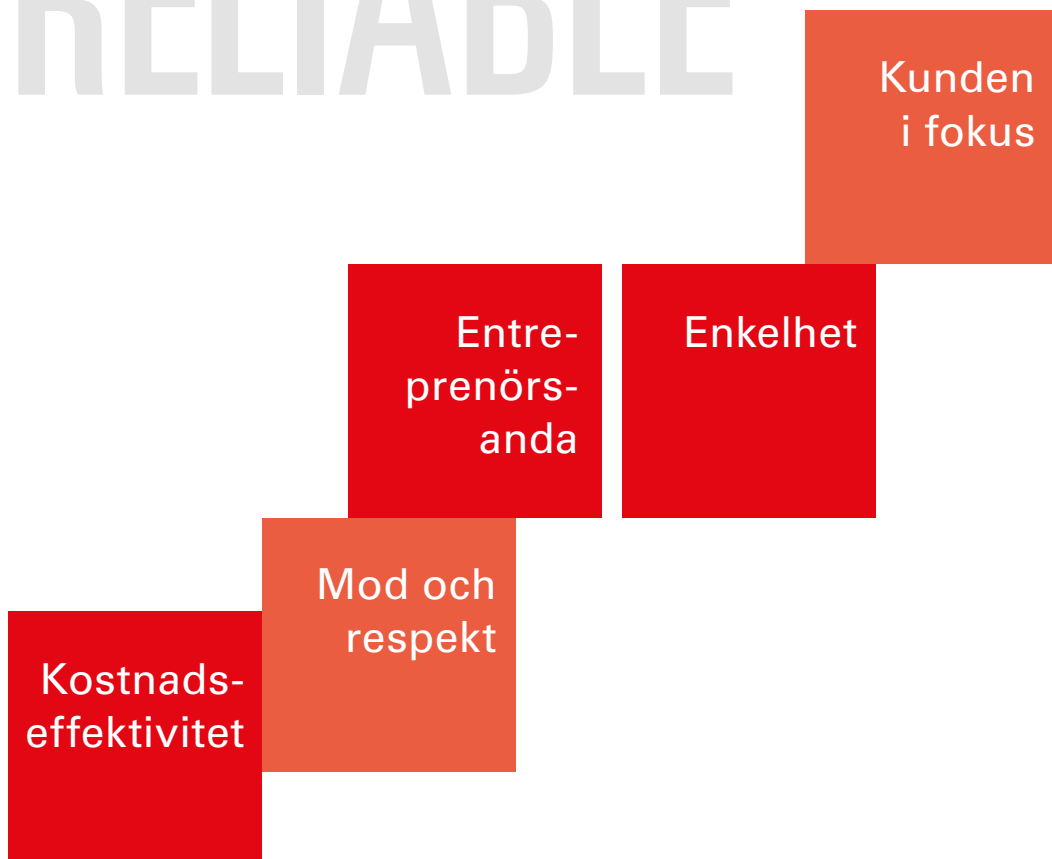 RELIABLE
Kunden
i fokus
Entre-
prenörs-
anda
Enkelhet
Mod och
respekt
Kostnads-
effektivitet